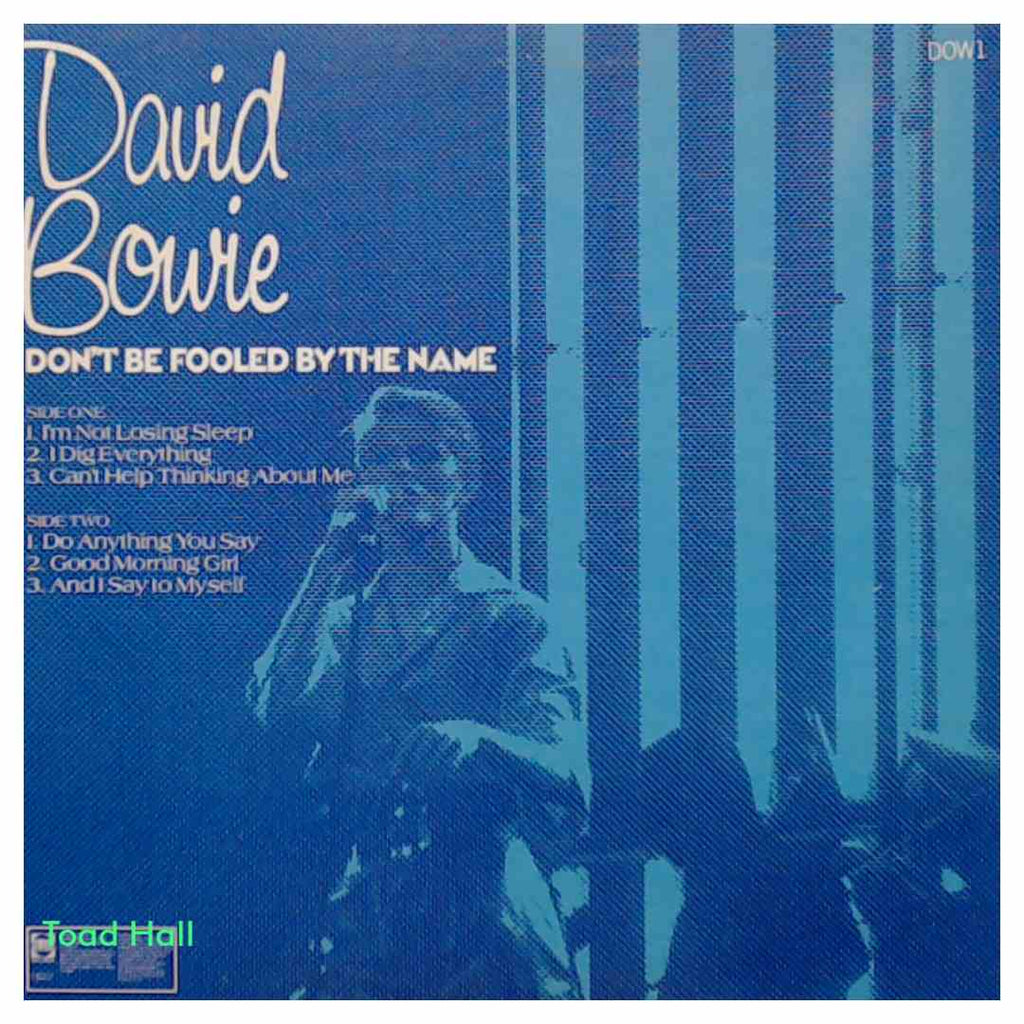 David
Bowie
DOW1
DON'T BE FOOLED BY THE NAME
SIDE ONE
1. I'm Not Losing Sleep
2. I Dig Everything
3. Can't Help Thinking About Me
SIDE TWO
1. Do Anything You Say
2. Good Morning Girl
3. And I Say to Myself
Toad Hall